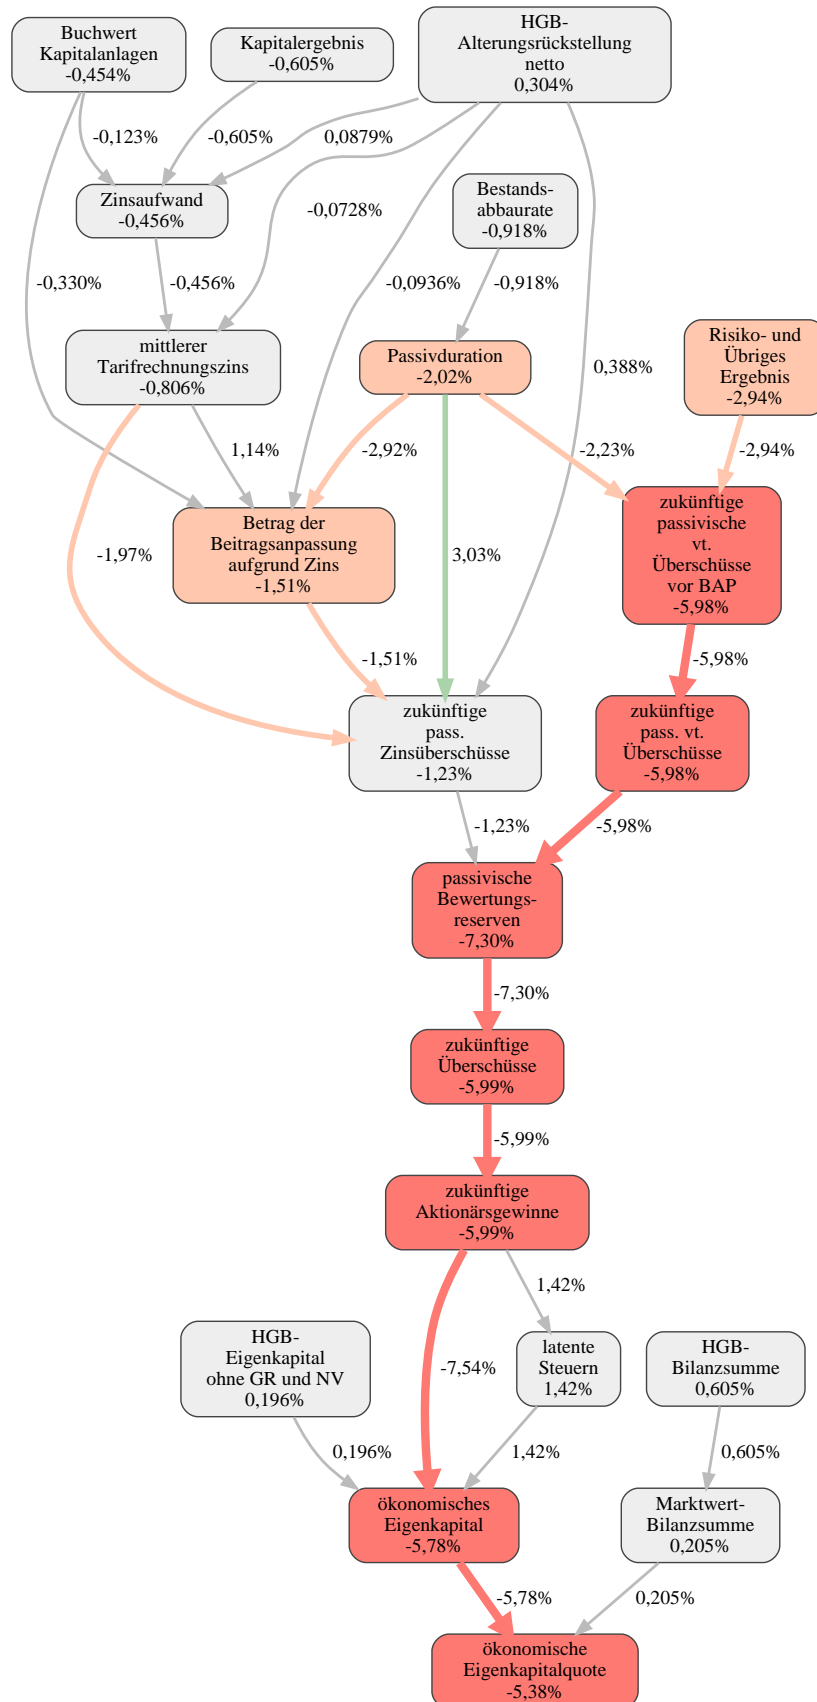 Buchwert
Kapitalanlagen
-0,454%
Kapitalergebnis
-0,605%
HGB-
Alterungsrückstellung
netto
0,304%
-0,123%
-0,605%
0,0879%
Zinsaufwand
-0,456%
-0,0728%
Bestands-
abbaurate
-0,918%
-0,330%
-0,456%
-0,0936%
-0,918%
mittlerer
Tarifrechnungszins
-0,806%
Passivduration
-2,02%
0,388%
Risiko- und
Übriges
Ergebnis
-2,94%
1,14%
-2,92%
-2,23%
-2,94%
Betrag der
Beitragsanpassung
aufgrund Zins
-1,51%
zukünftige
passivische
vt.
Überschüsse
vor BAP
-5,98%
-1,97%
3,03%
-1,51%
-5,98%
zukünftige
pass.
Zinsüberschüsse
-1,23%
zukünftige
pass. vt.
Überschüsse
-5,98%
-1,23%
-5,98%
passivische
Bewertungs-
reserven
-7,30%
-7,30%
zukünftige
Überschüsse
-5,99%
-5,99%
zukünftige
Aktionärsgewinne
-5,99%
1,42%
HGB-
Eigenkapital
ohne GR und NV
0,196%
-7,54%
latente
Steuern
1,42%
HGB-
Bilanzsumme
0,605%
0,196%
1,42%
0,605%
ökonomisches
Eigenkapital
-5,78%
Marktwert-
Bilanzsumme
0,205%
-5,78%
0,205%
ökonomische
Eigenkapitalquote
-5,38%